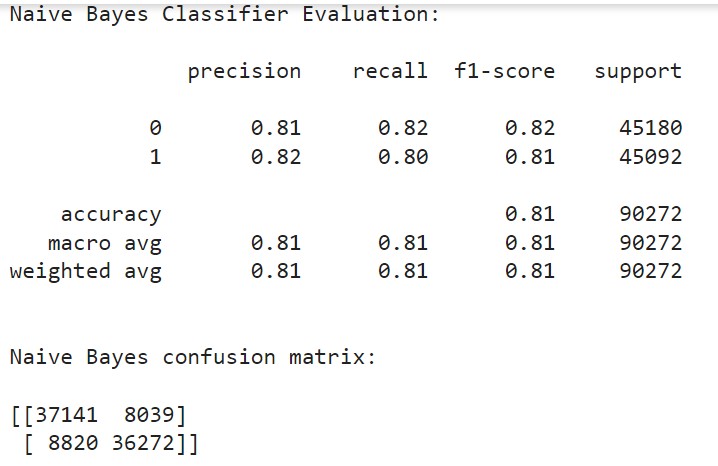 Naive Bayes Classifier Evaluation:
precision recall f1-score support
0 0.81 0.82 0.82 45180
1 0.82 0.80 0.81 45092
accuracy 0.81 90272
macro avg 0.81 0.81 0.81 90272
weighted avg 0.81 0.81 0.81 90272
Naive Bayes confusion matrix:
[[37141 8039]
[ 8820 36272]]